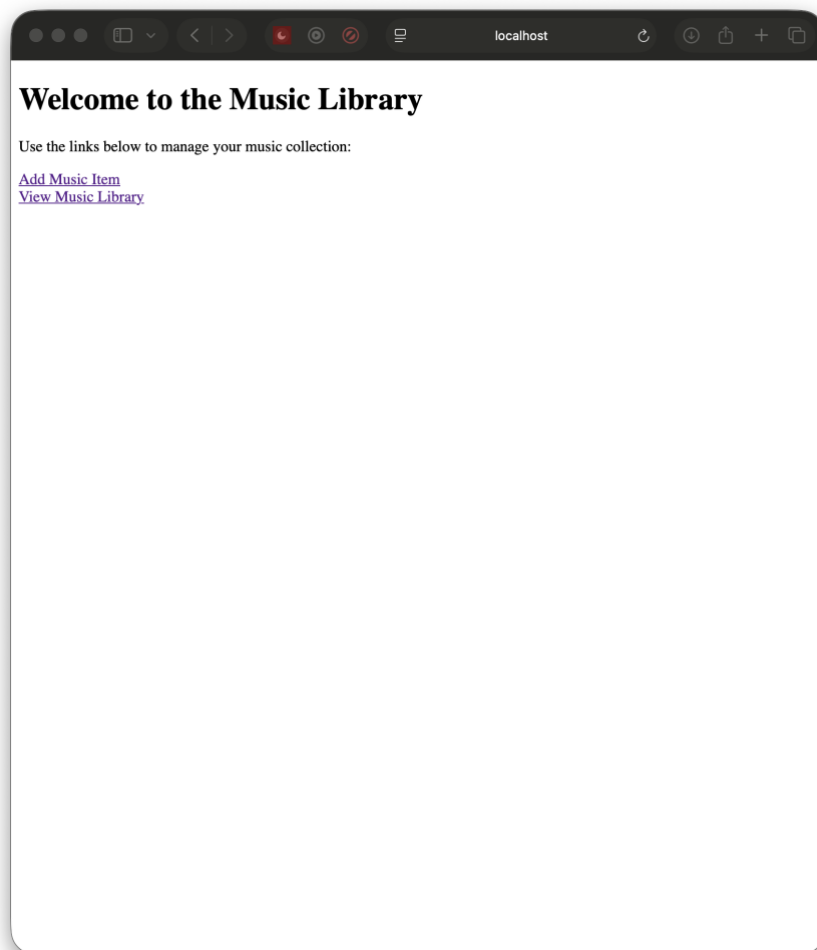 localhost
Welcome to the Music Library
Use the links below to manage your music collection:
Add Music Item
View Music Library